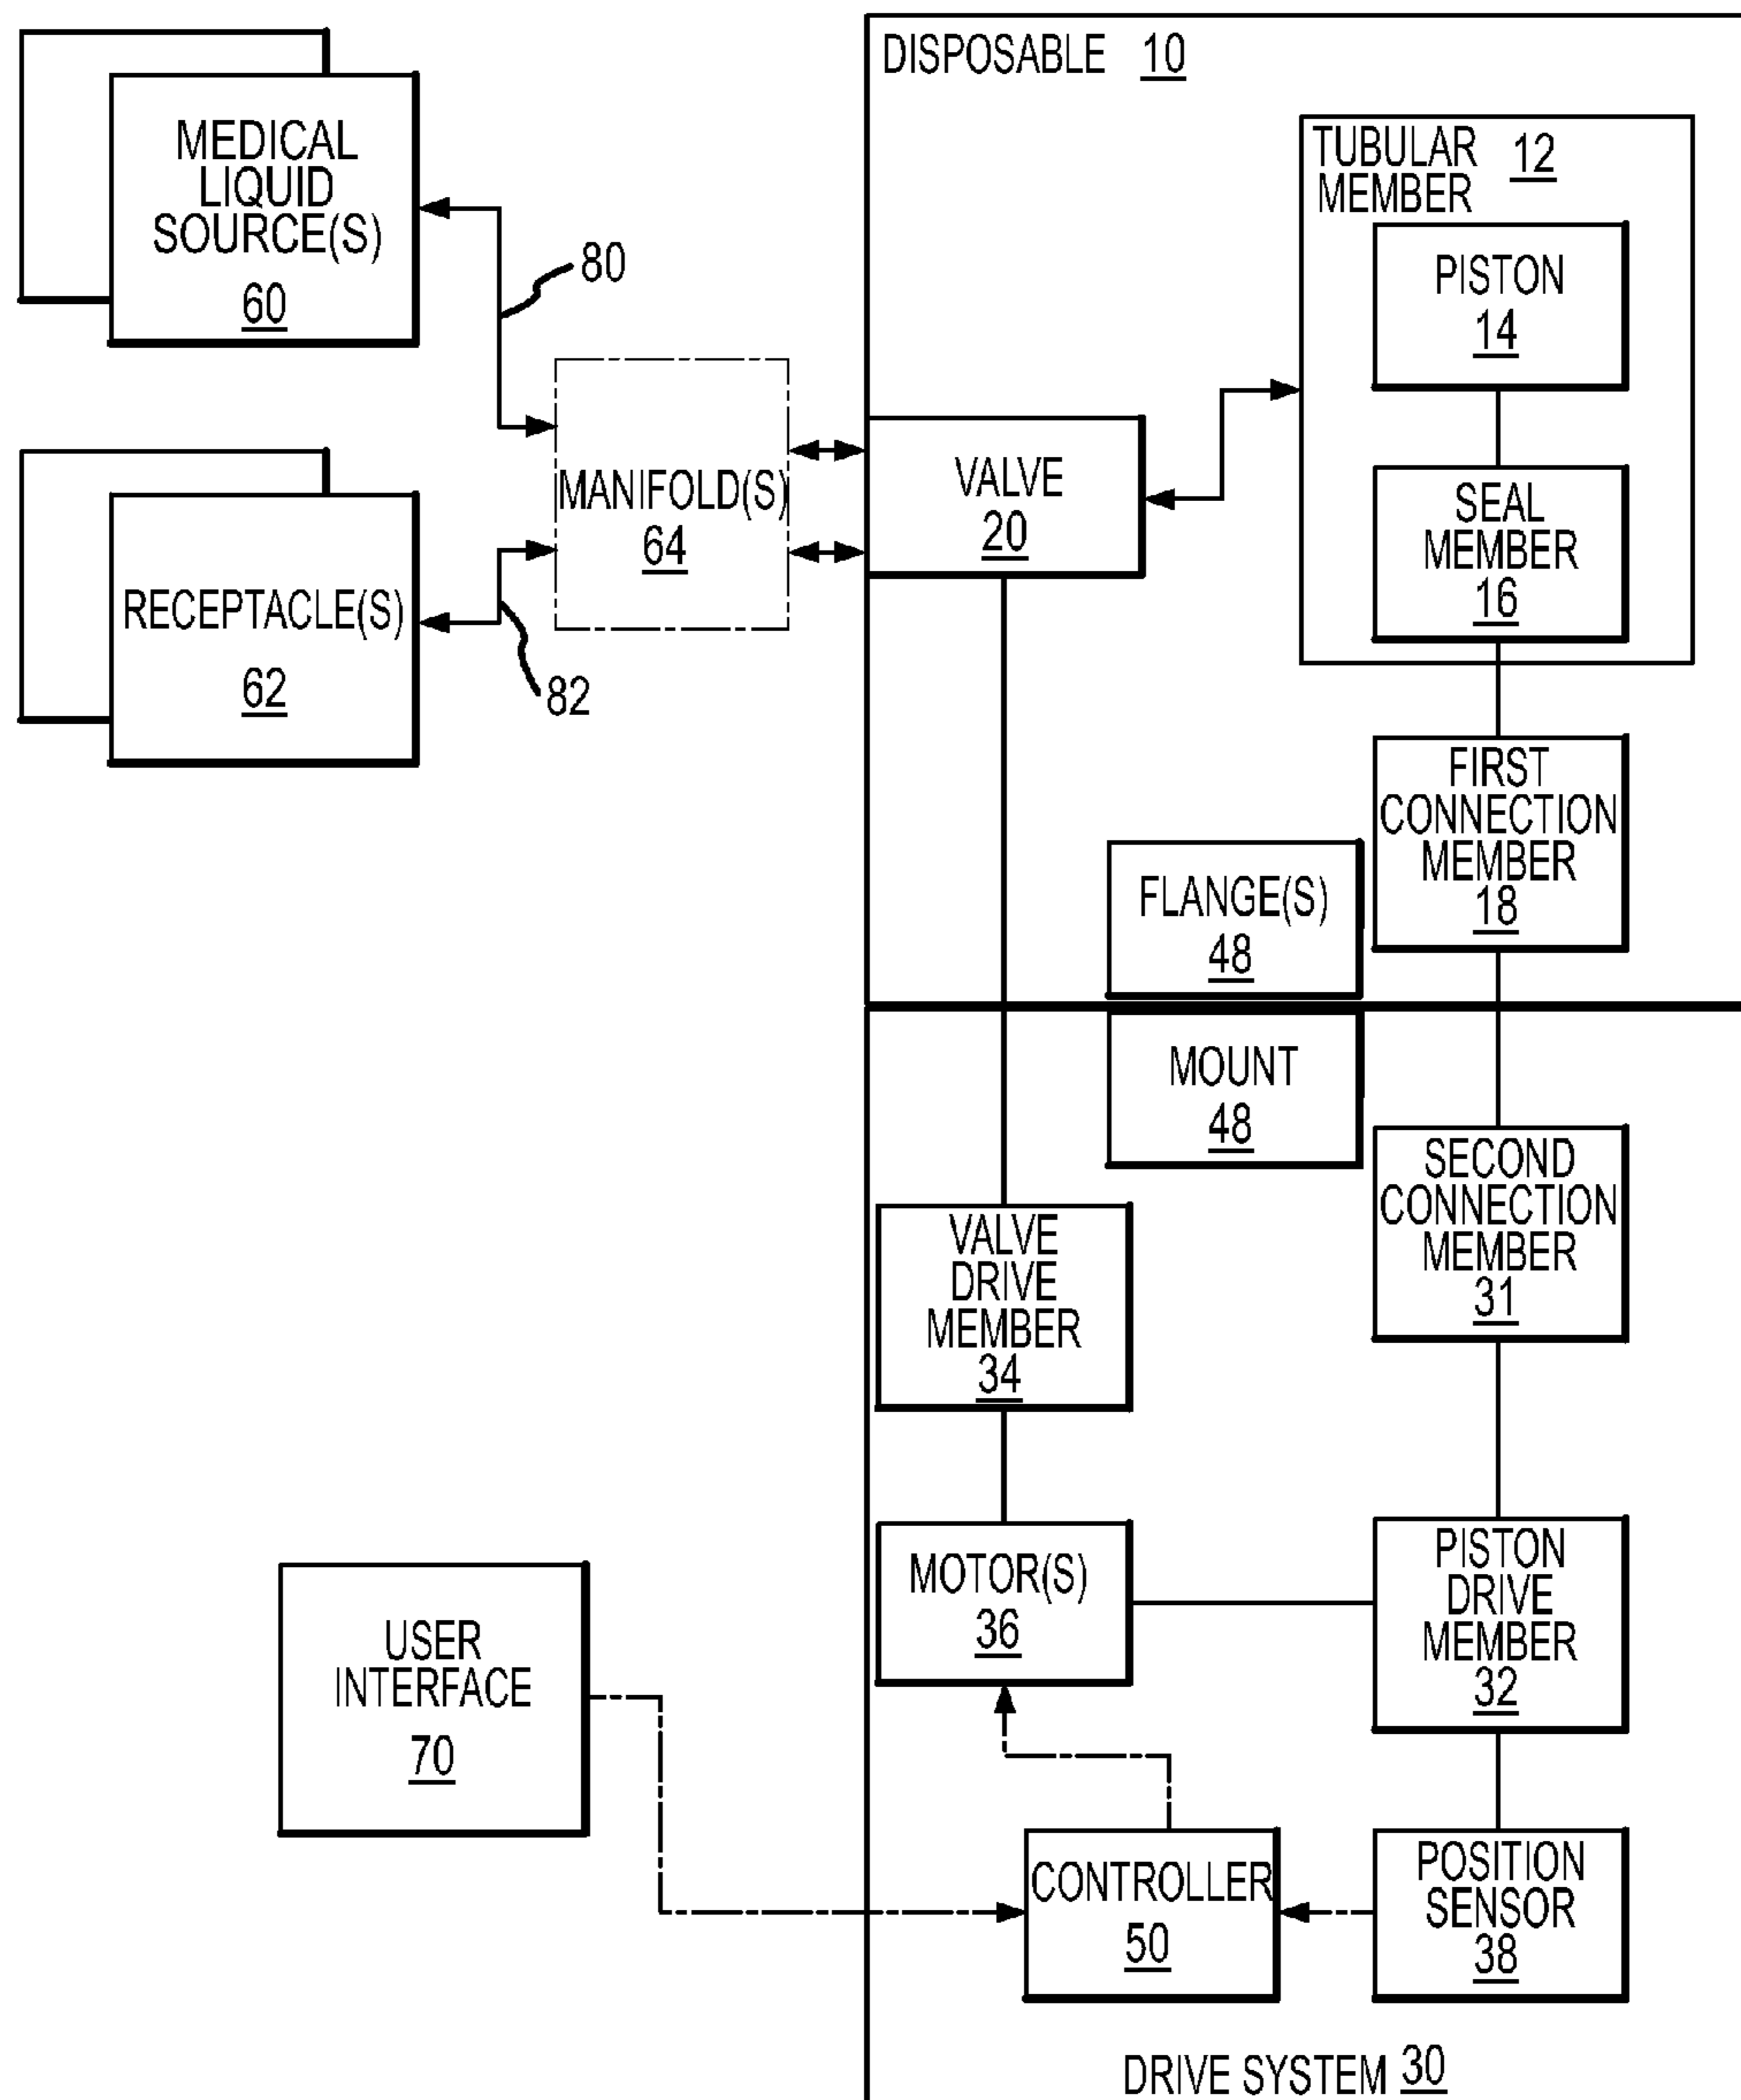 DISPOSABLE 10
MEDICAL
LIQUID
SOURCE(S)
60
80
TUBULAR
MEMBER
12
PISTON
14
SEAL
MEMBER
16
VALVE
20
MANIFOLD(S)
64
RECEPTACLE(S)
62
82
FIRST
CONNECTION
MEMBER
18
FLANGE(S)
48
MOUNT
48
SECOND
CONNECTION
MEMBER
31
VALVE
DRIVE
MEMBER
34
MOTOR(S)
36
PISTON
DRIVE
MEMBER
32
USER
INTERFACE
70
CONTROLLER
50
POSITION
SENSOR
38
DRIVE SYSTEM 30